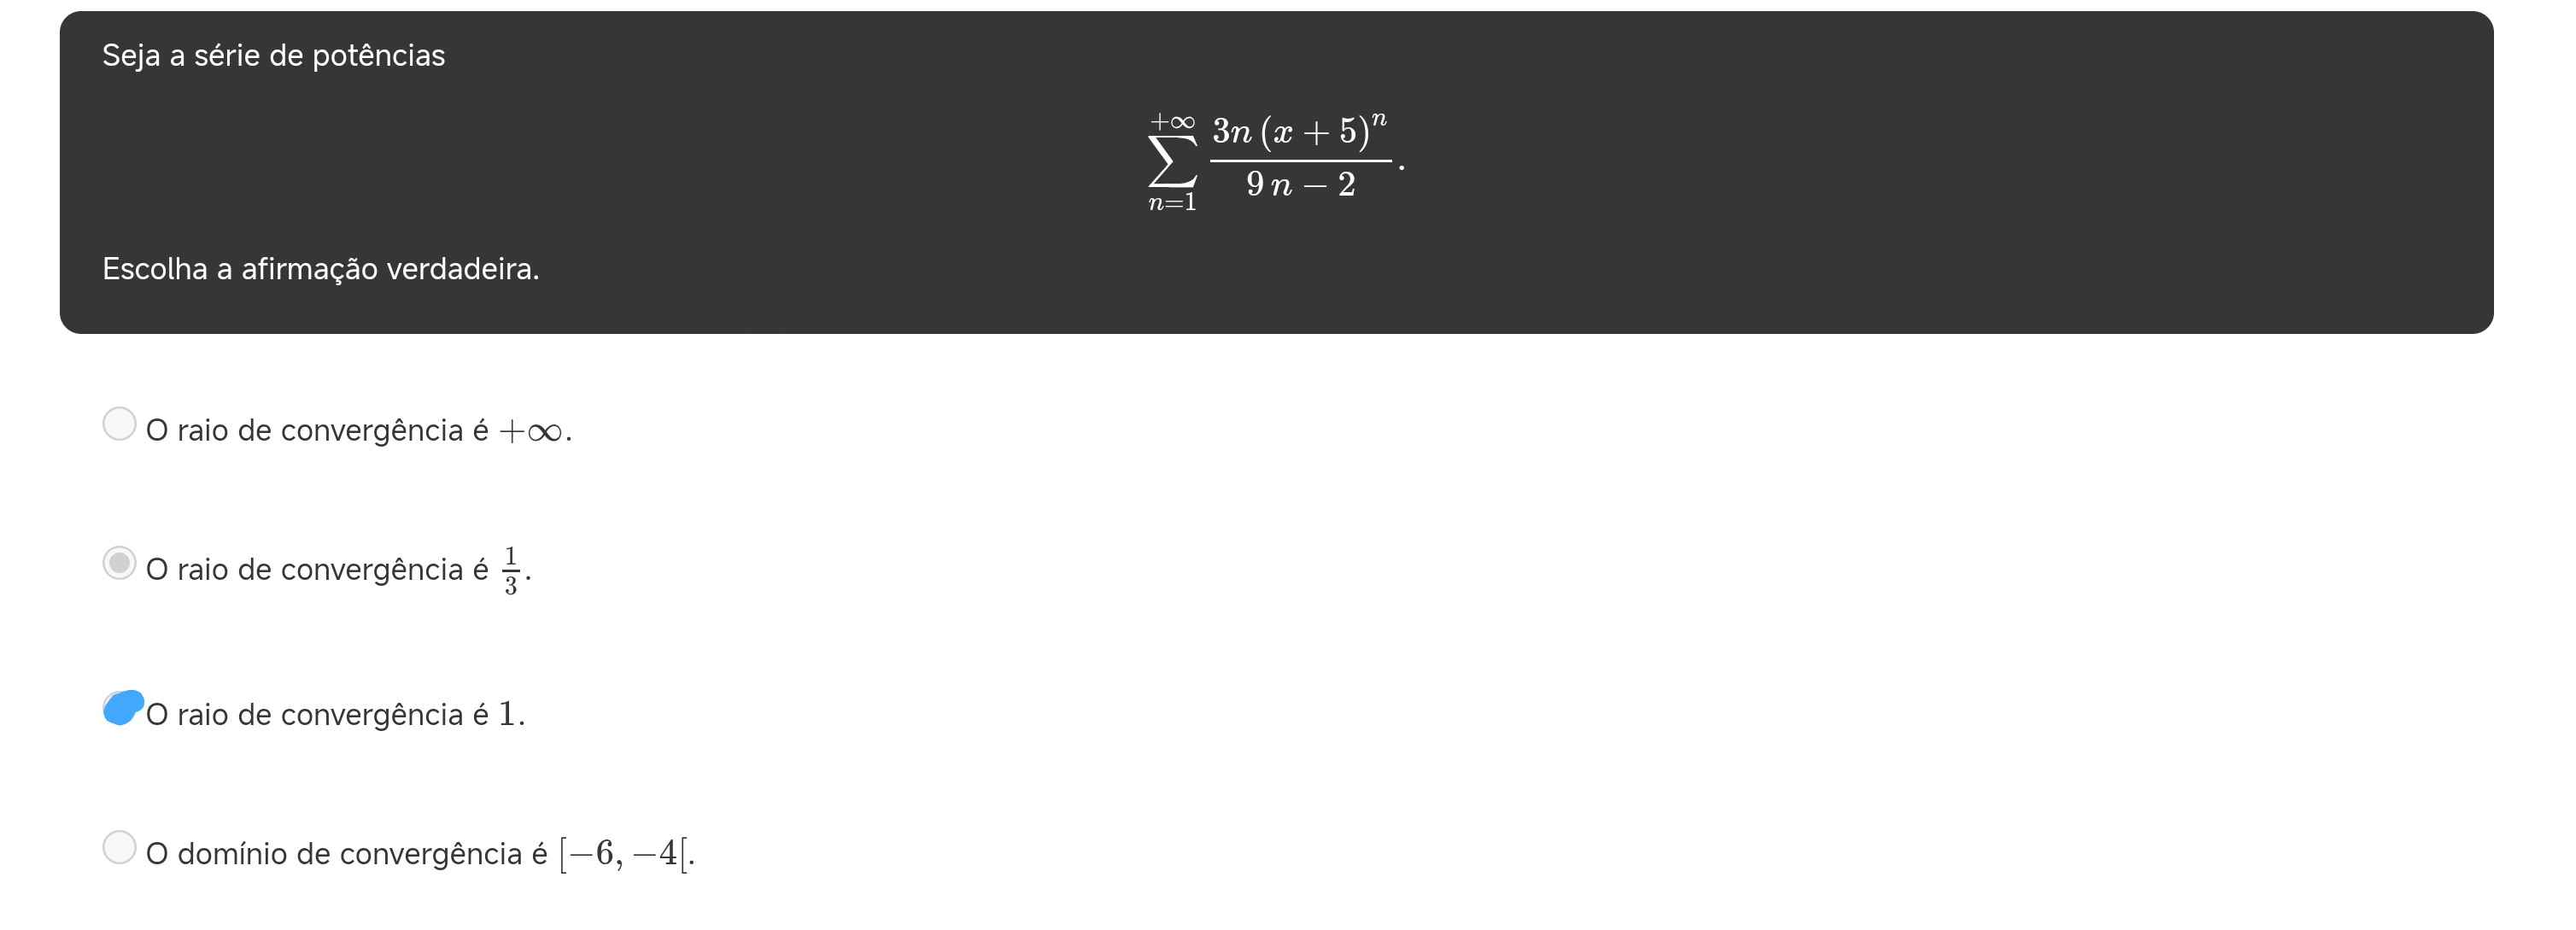 Seja a série de potências
$$\sum_{n=1}^{+\infty} \frac{3n\,(x+5)^n}{9\,n-2}.$$
Escolha a afirmação verdadeira.
O raio de convergência é $+\infty$.
O raio de convergência é $\frac{1}{3}$.
O raio de convergência é $1$.
O domínio de convergência é $[-6,-4[$.